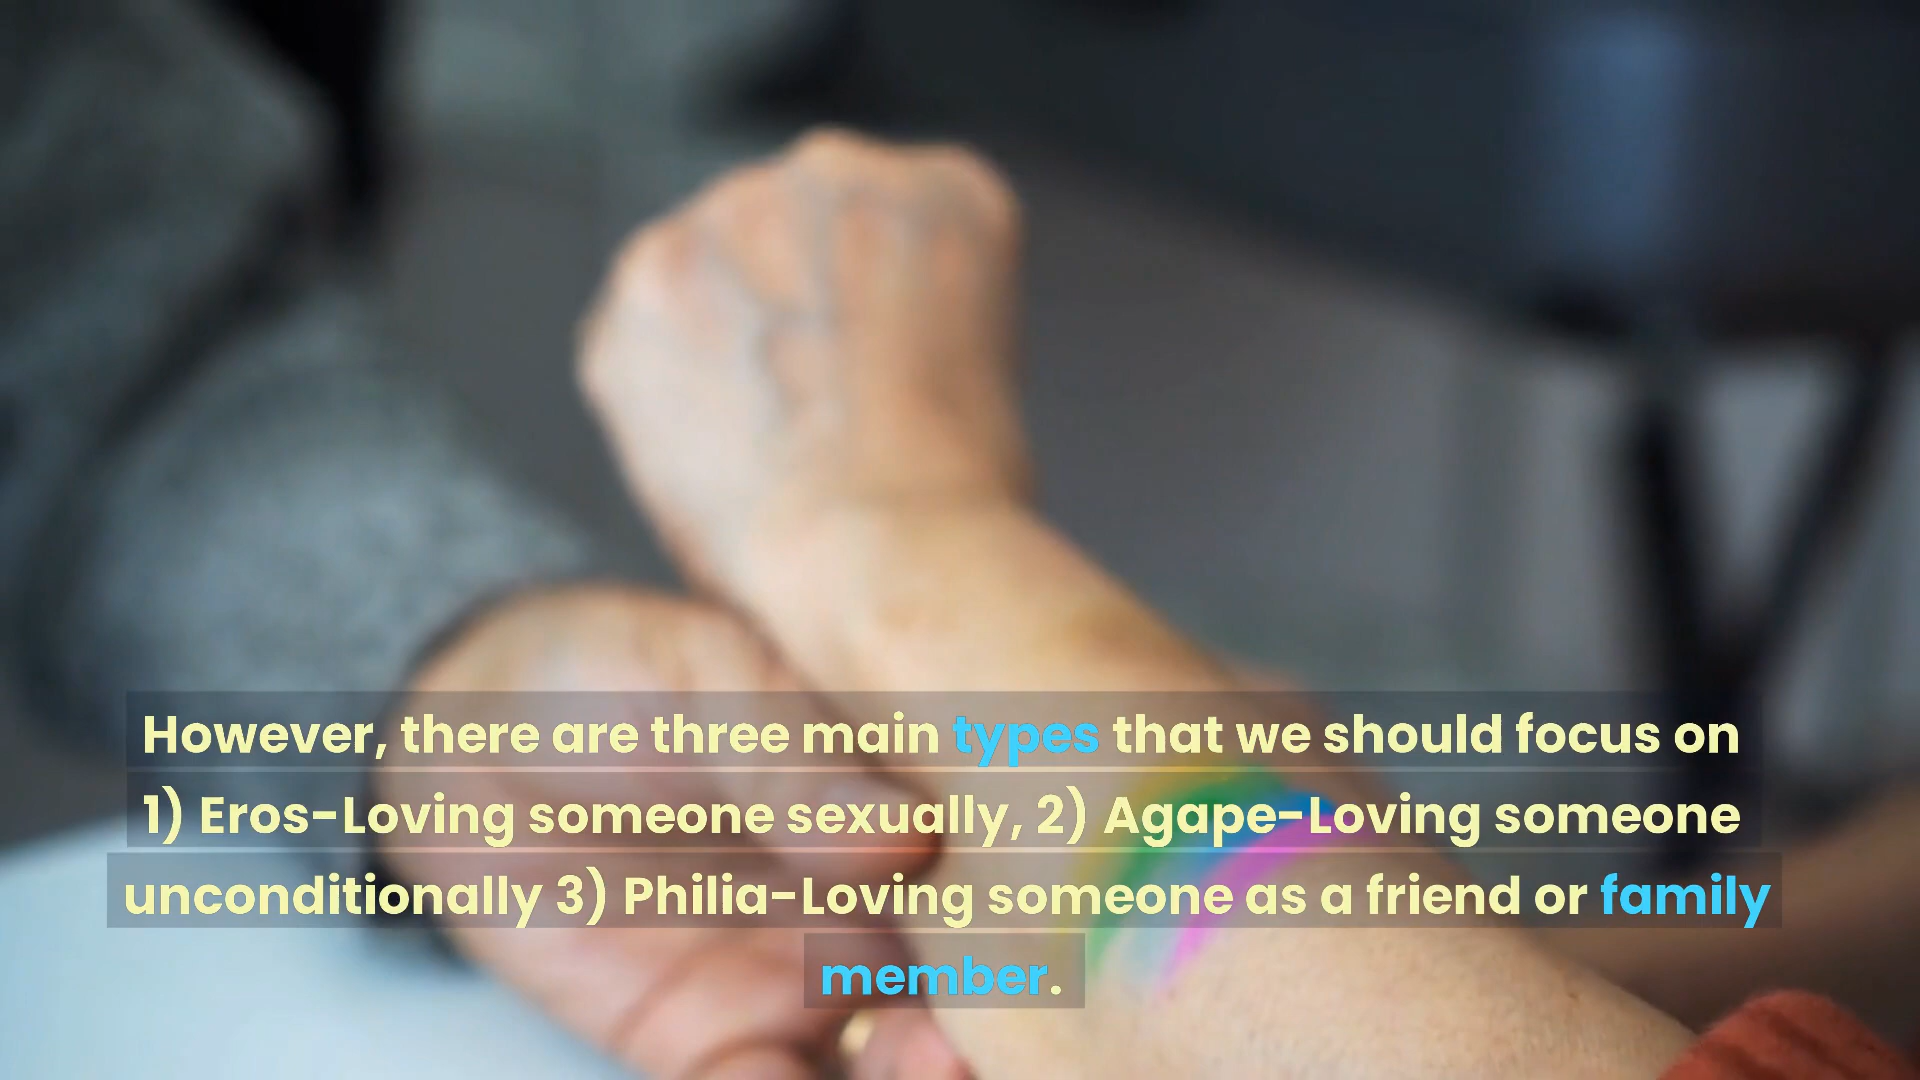 However, there are three main types that we should focus on
1) Eros-Loving someone sexually, 2) Agape-Loving someone
unconditionally 3) Philia-Loving someone as a friend or family
member.